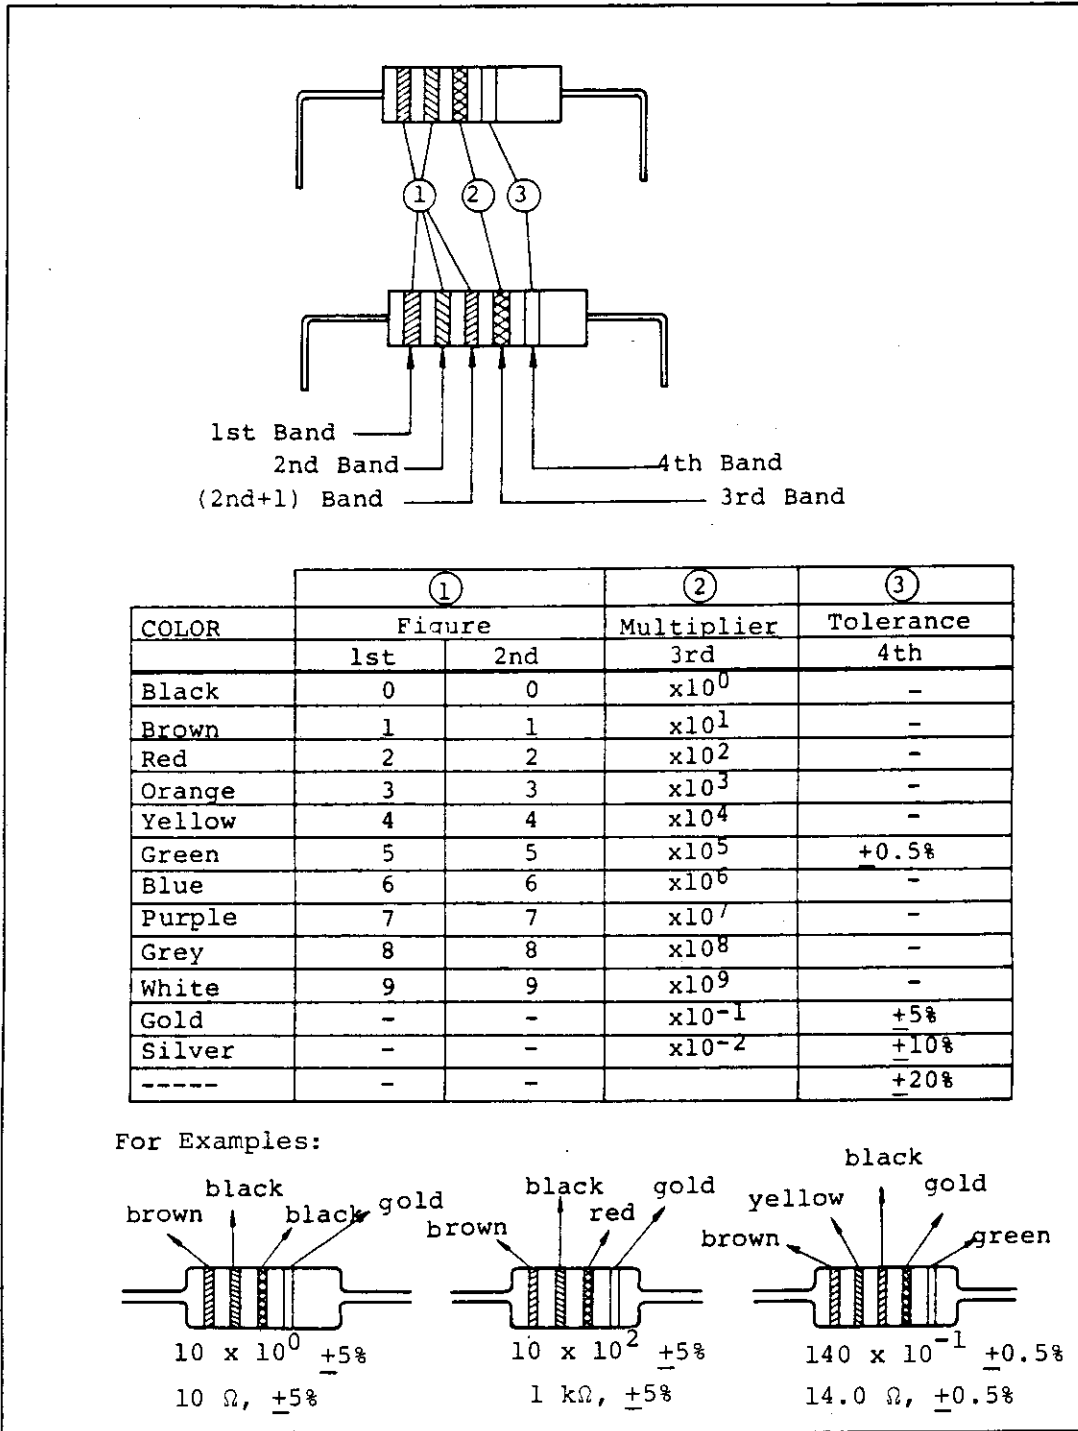 ① ② ③
1st Band
2nd Band 4th Band
(2nd+1) Band 3rd Band
① ② ③
COLOR Figure Multiplier Tolerance
1st 2nd 3rd 4th
Black 0 0 x10⁰ -
Brown 1 1 x10¹ -
Red 2 2 x10² -
Orange 3 3 x10³ -
Yellow 4 4 x10⁴ -
Green 5 5 x10⁵ ±0.5%
Blue 6 6 x10⁶ -
Purple 7 7 x10⁷ -
Grey 8 8 x10⁸ -
White 9 9 x10⁹ -
Gold - - x10⁻¹ ±5%
Silver - - x10⁻² ±10%
----- - - ±20%
For Examples:
brown black black gold
10 x 10⁰ ±5%
10 Ω, ±5%
brown black red gold
10 x 10² ±5%
1 kΩ, ±5%
brown yellow black gold green
140 x 10⁻¹ ±0.5%
14.0 Ω, ±0.5%